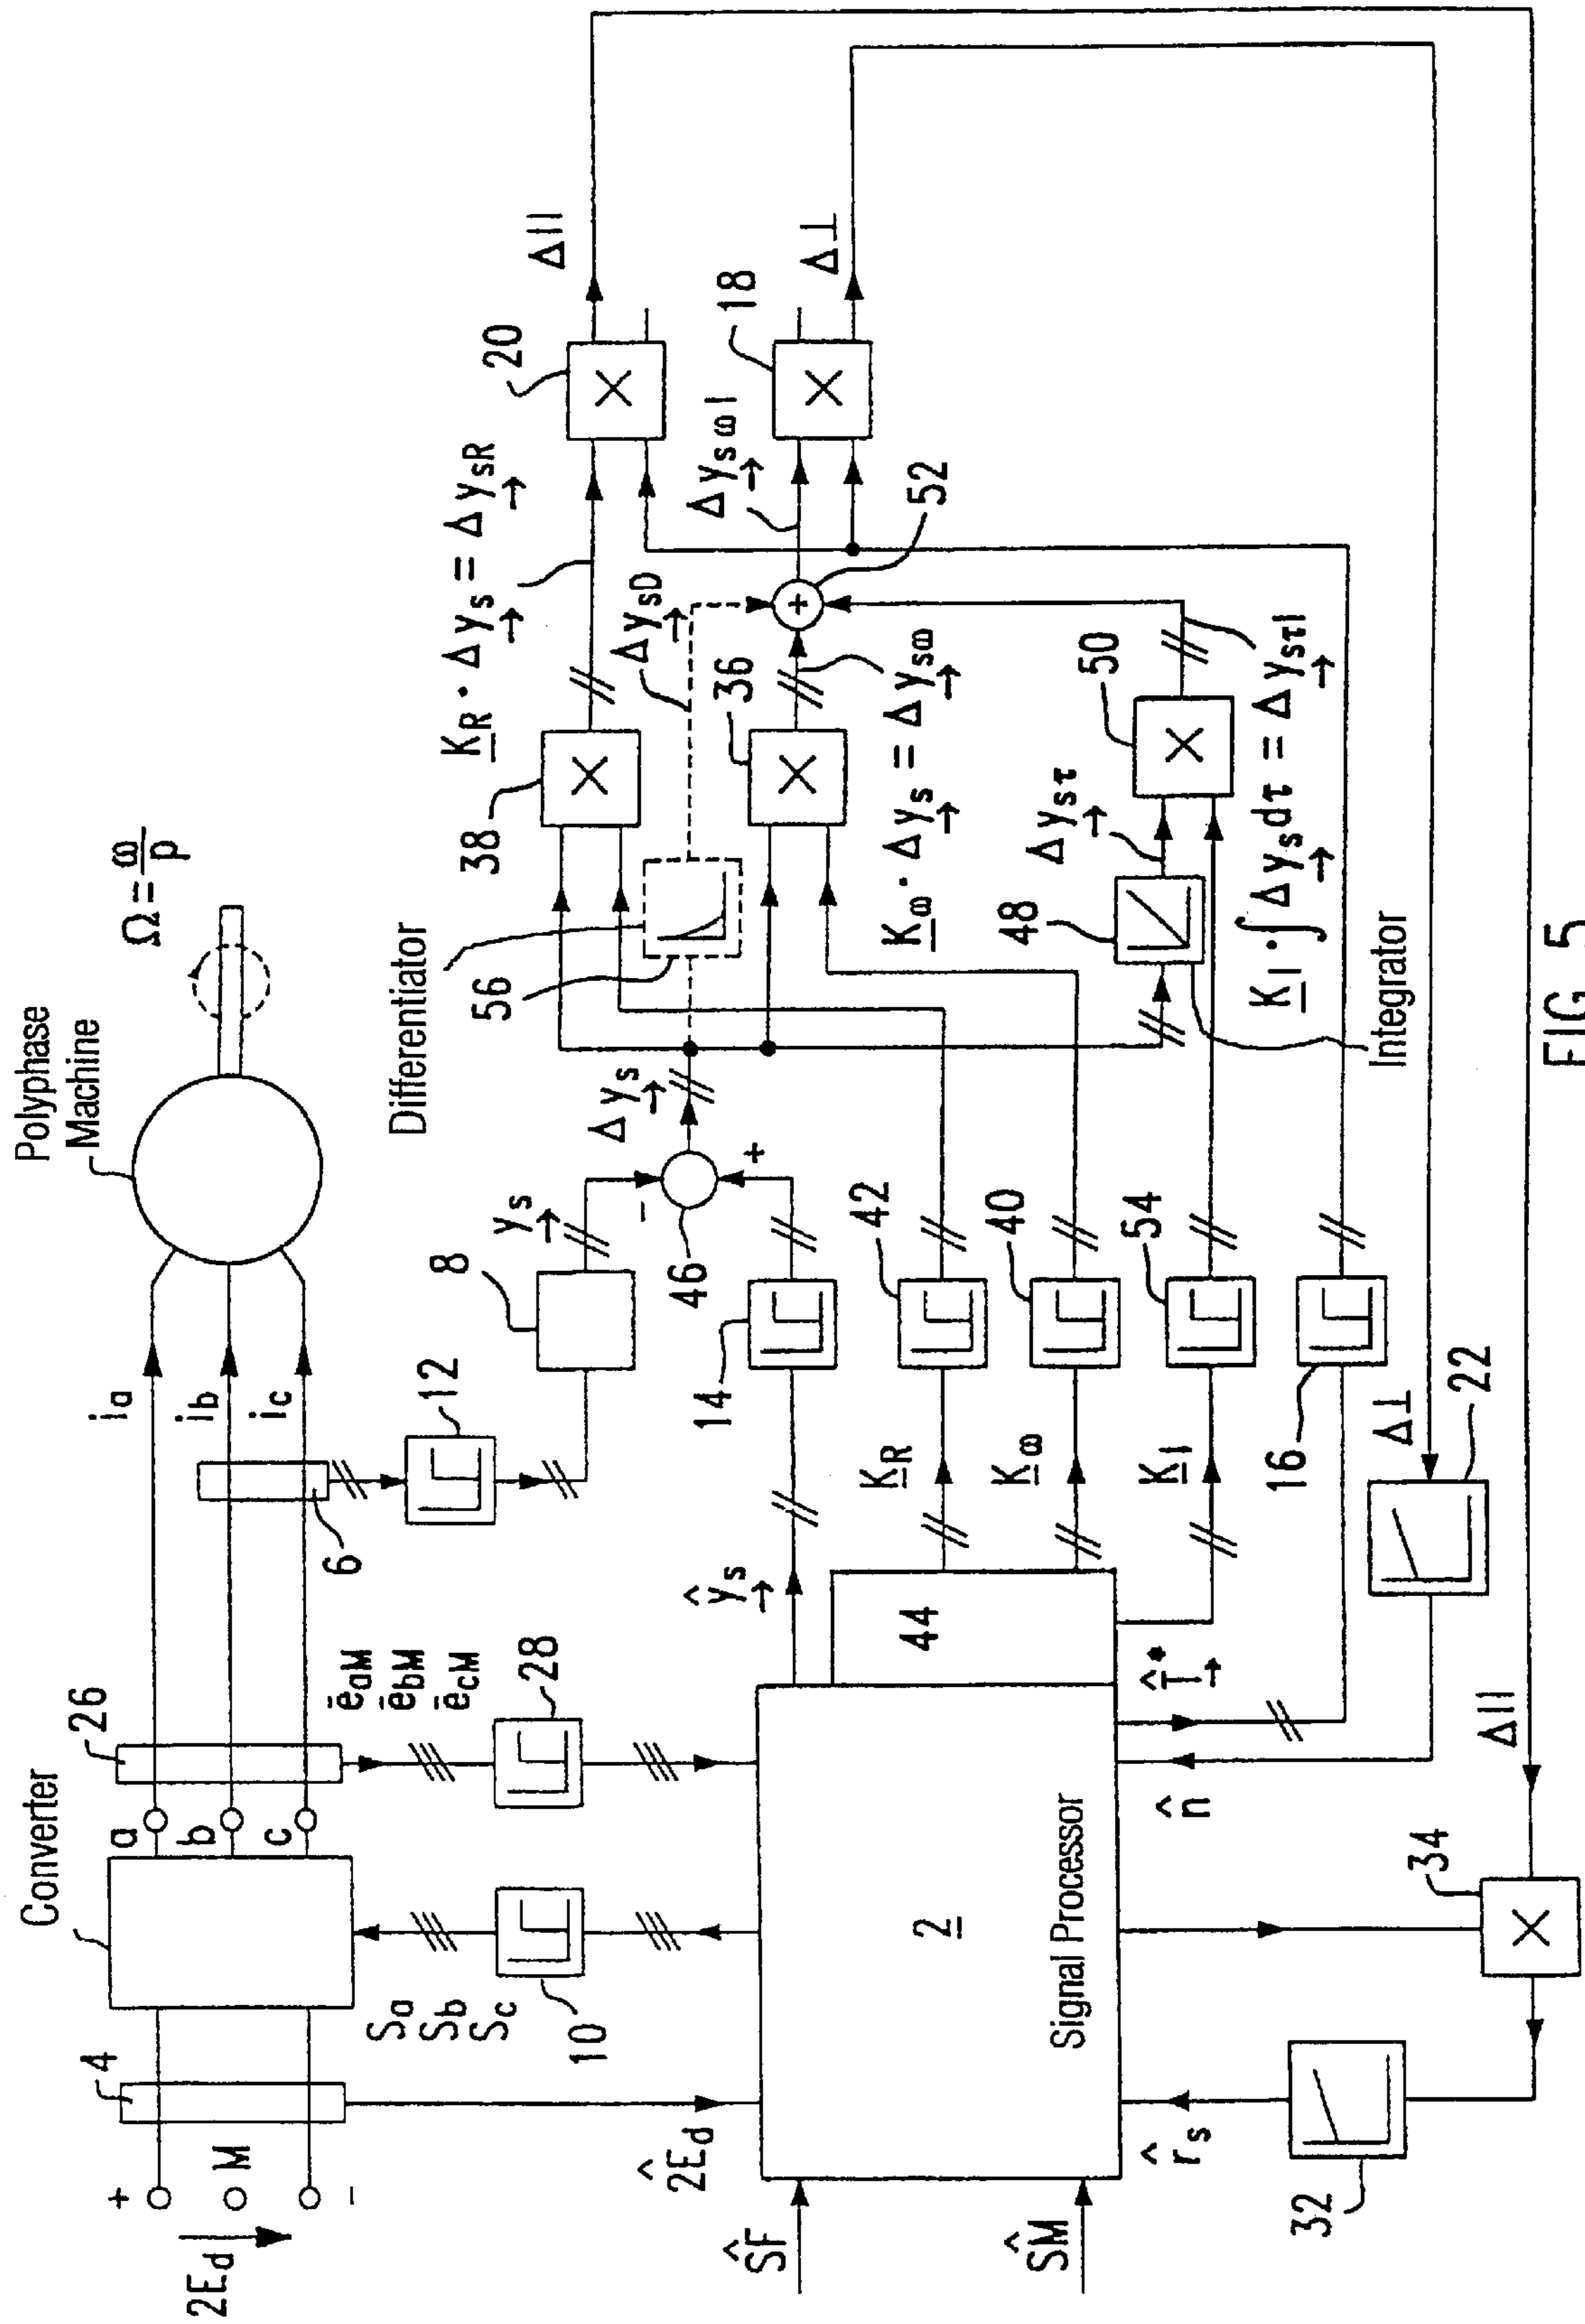 Polyphase
Machine
Ω = ω/p
Converter
26
4
+
M
−
2E_d
a
b
c
i_a
i_b
i_c
6
12
8
y_s
ē_aM
ē_bM
ē_cM
28
S_a
S_b
S_c
10
2Ê_d
ŜF
ŜM
2
Signal Processor
44
ŷ_s
14
46
−
+
Δy_s
Differentiator
56
38
K_R · Δy_s = Δy_sR
20
Δ||
Δy_sD
36
K_ω · Δy_s = Δy_sω
+
52
Δy_sωI
18
Δ⊥
K_R
42
K_ω
40
K_I
54
48
Integrator
Δy_sτ
50
K_I · ∫ Δy_s dτ = Δy_sτI
Î*
16
n̂
22
Δ⊥
Δ||
34
r̂_s
32
FIG. 5